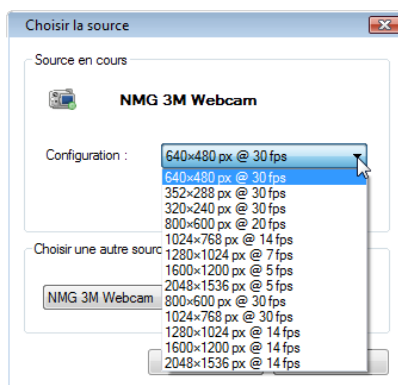 Choisir la source
Source en cours
NMG 3M Webcam
Configuration :
640×480 px @ 30 fps
640×480 px @ 30 fps
352×288 px @ 30 fps
320×240 px @ 30 fps
800×600 px @ 20 fps
1024×768 px @ 14 fps
1280×1024 px @ 7 fps
1600×1200 px @ 5 fps
2048×1536 px @ 5 fps
800×600 px @ 30 fps
1024×768 px @ 30 fps
1280×1024 px @ 14 fps
1600×1200 px @ 14 fps
2048×1536 px @ 14 fps
Choisir une autre sourc
NMG 3M Webcam